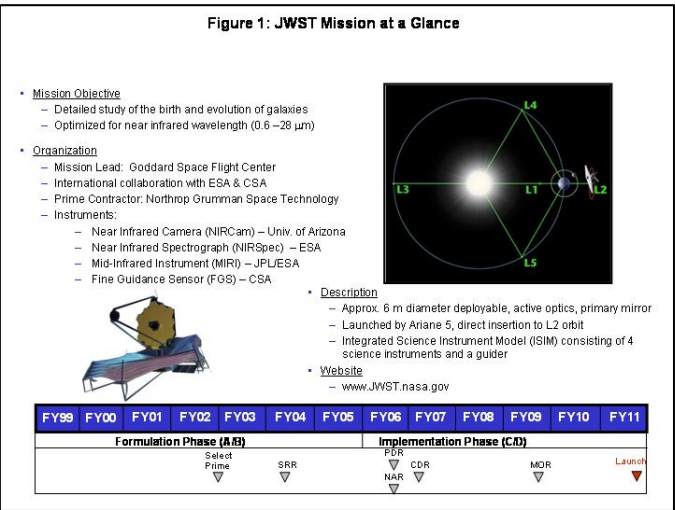 Figure 1: JWST Mission at a Glance
• Mission Objective
– Detailed study of the birth and evolution of galaxies
– Optimized for near infrared wavelength (0.6 –28 μm)
• Organization
– Mission Lead: Goddard Space Flight Center
– International collaboration with ESA & CSA
– Prime Contractor: Northrop Grumman Space Technology
– Instruments:
– Near Infrared Camera (NIRCam) – Univ. of Arizona
– Near Infrared Spectrograph (NIRSpec) – ESA
– Mid-Infrared Instrument (MIRI) – JPL/ESA
– Fine Guidance Sensor (FGS) – CSA
L4
L3
L1
L2
L5
• Description
– Approx. 6 m diameter deployable, active optics, primary mirror
– Launched by Ariane 5, direct insertion to L2 orbit
– Integrated Science Instrument Model (ISIM) consisting of 4
science instruments and a guider
• Website
– www.JWST.nasa.gov
FY99 FY00 FY01 FY02 FY03 FY04 FY05 FY06 FY07 FY08 FY09 FY10 FY11
Formulation Phase (A/B) Implementation Phase (C/D)
Select
Prime
SRR
PDR
NAR
CDR
MOR
Launch